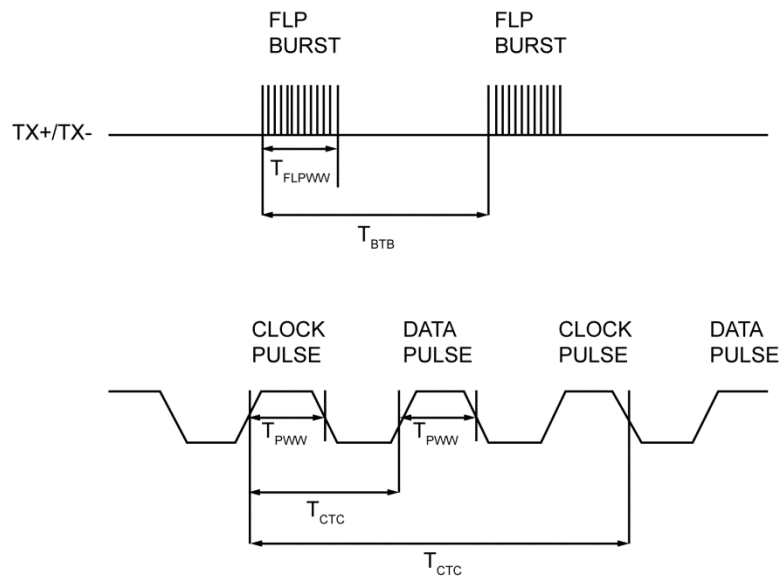 FLP
BURST
FLP
BURST
TX+/TX-
TFLPWW
TBTB
CLOCK
PULSE
DATA
PULSE
CLOCK
PULSE
DATA
PULSE
TPWW
TPWW
TCTC
TCTC